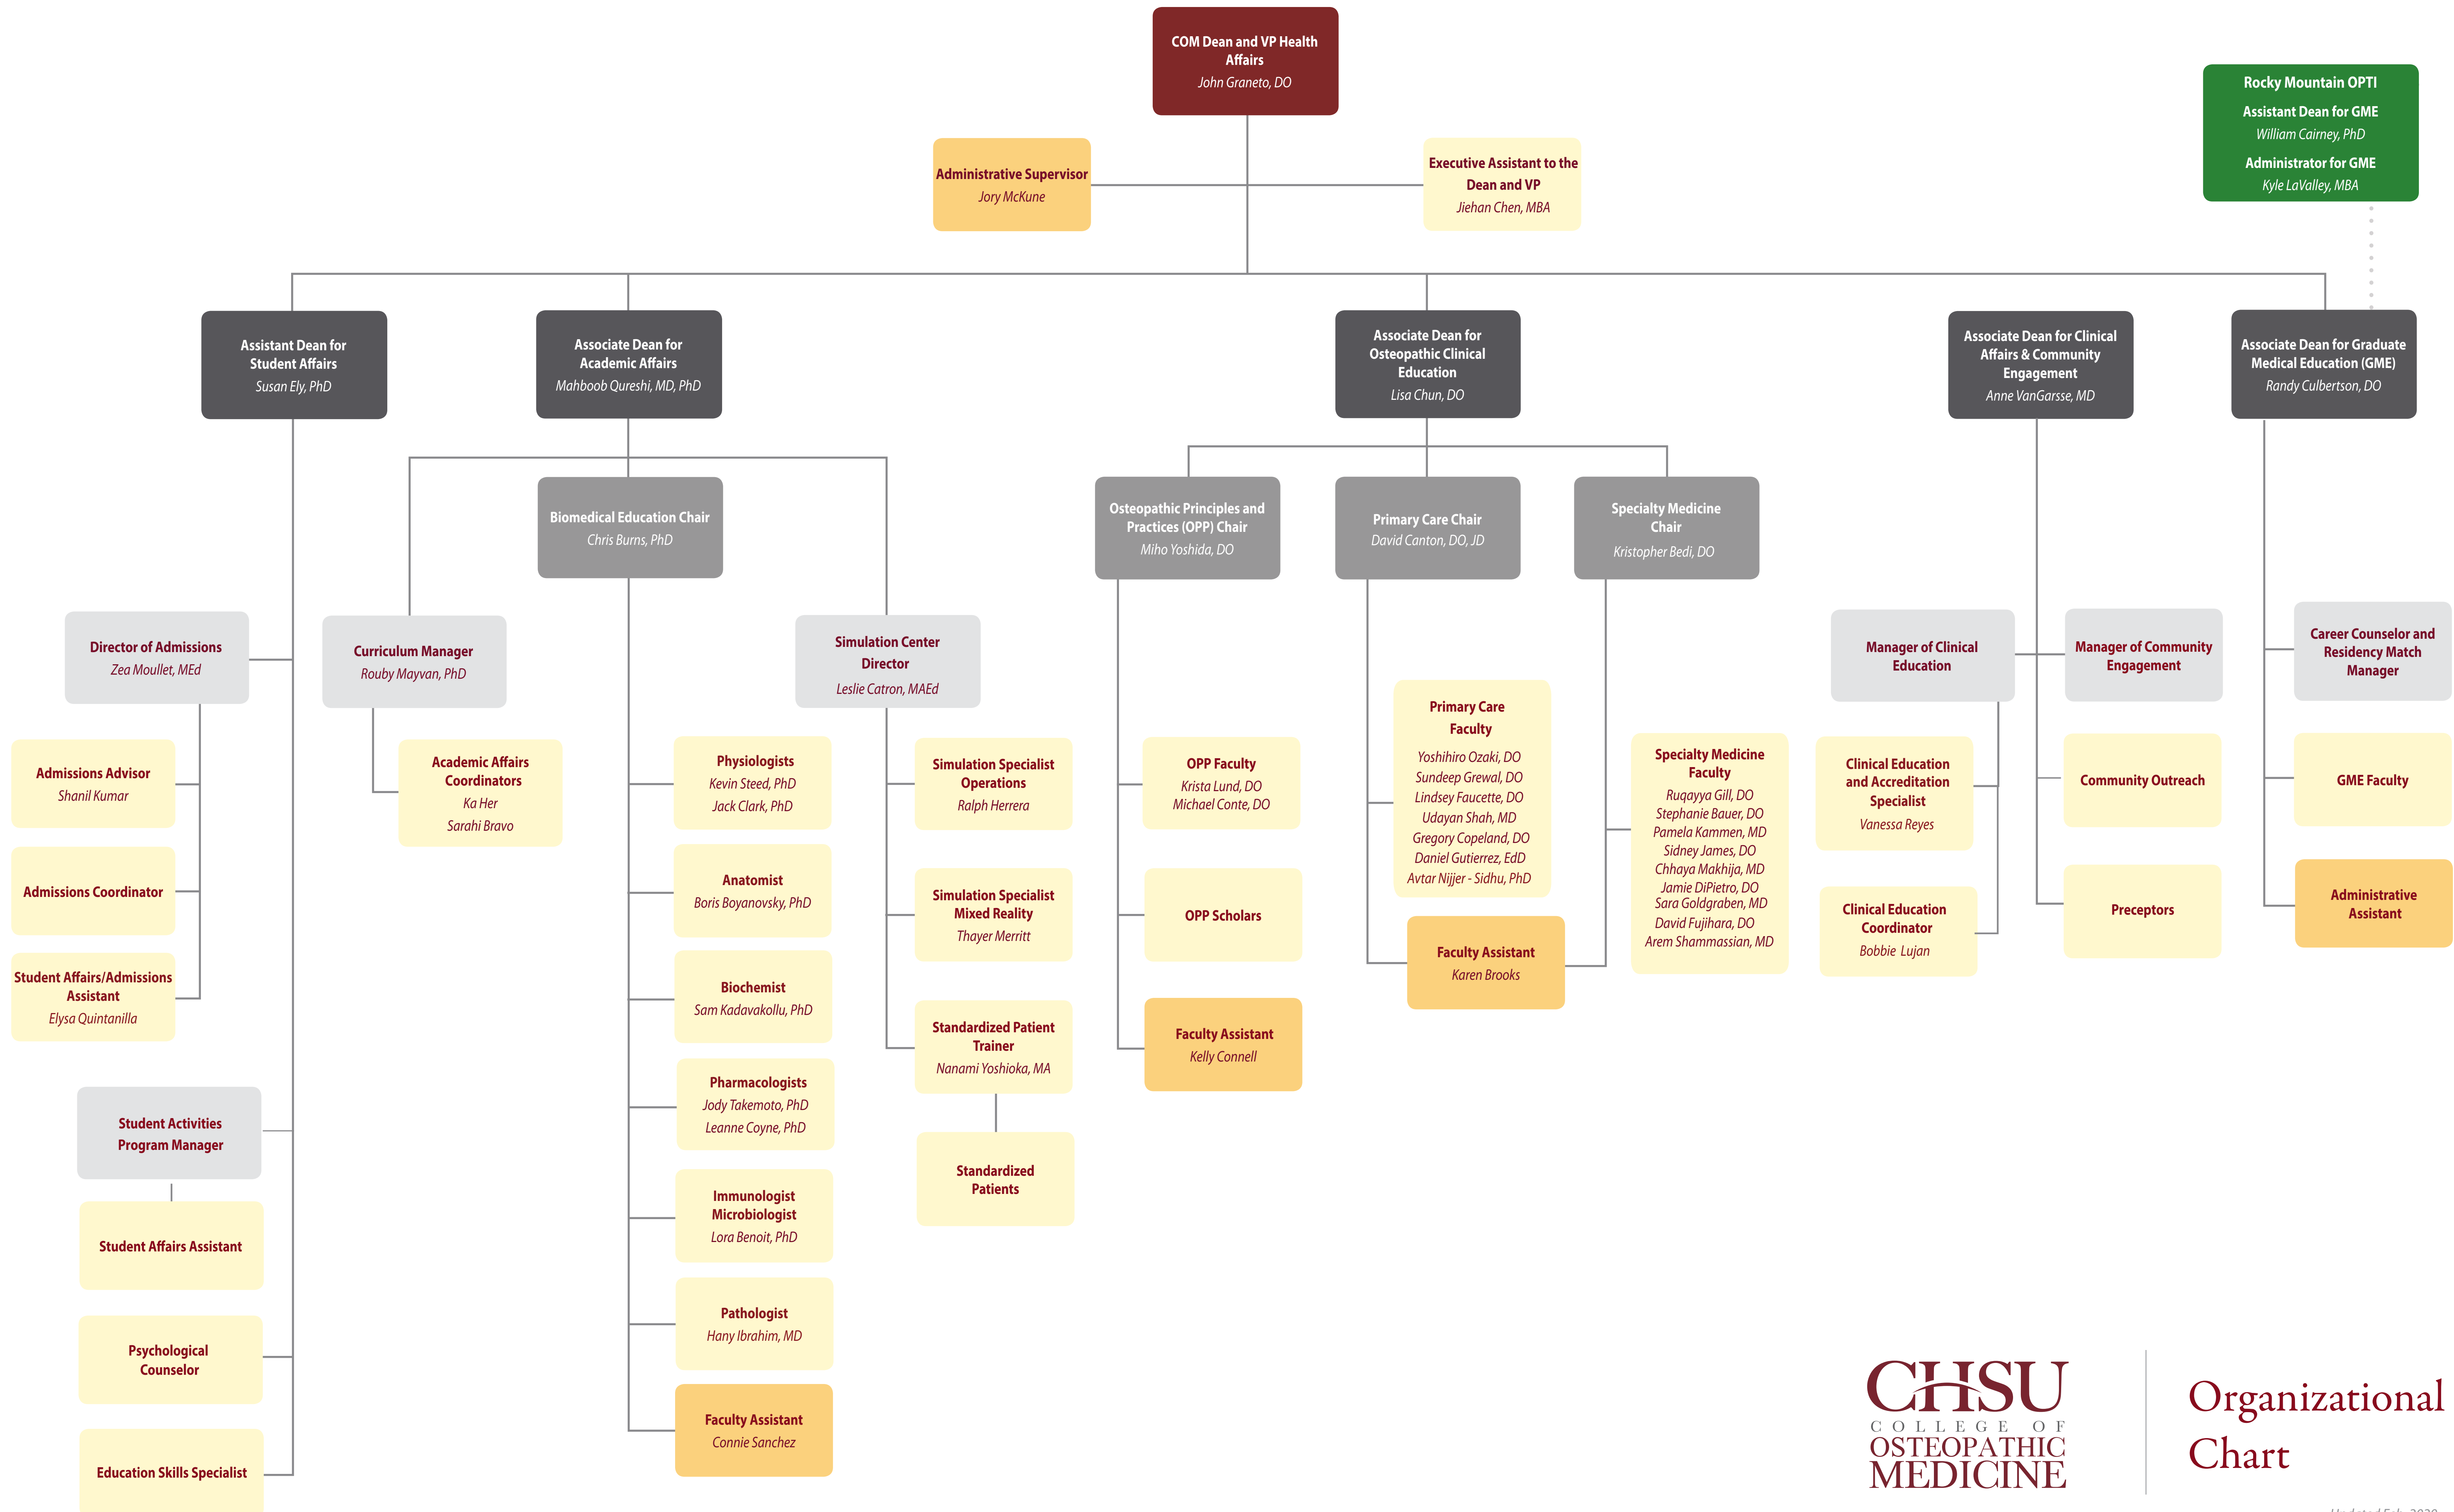 COM Dean and VP Health
Affairs
John Graneto, DO
Rocky Mountain OPTI
Assistant Dean for GME
William Cairney, PhD
Administrator for GME
Kyle LaValley, MBA
Administrative Supervisor
Jory McKune
Executive Assistant to the
Dean and VP
Jiehan Chen, MBA
Assistant Dean for
Student Affairs
Susan Ely, PhD
Associate Dean for
Academic Affairs
Mahboob Qureshi, MD, PhD
Associate Dean for
Osteopathic Clinical
Education
Lisa Chun, DO
Associate Dean for Clinical
Affairs & Community
Engagement
Anne VanGarsse, MD
Associate Dean for Graduate
Medical Education (GME)
Randy Culbertson, DO
Biomedical Education Chair
Chris Burns, PhD
Osteopathic Principles and
Practices (OPP) Chair
Miho Yoshida, DO
Primary Care Chair
David Canton, DO, JD
Specialty Medicine
Chair
Kristopher Bedi, DO
Director of Admissions
Zea Moullet, MEd
Curriculum Manager
Rouby Mayvan, PhD
Simulation Center
Director
Leslie Catron, MAEd
Manager of Clinical
Education
Manager of Community
Engagement
Career Counselor and
Residency Match
Manager
Admissions Advisor
Shanil Kumar
Admissions Coordinator
Student Affairs/Admissions
Assistant
Elysa Quintanilla
Student Activities
Program Manager
Student Affairs Assistant
Psychological
Counselor
Education Skills Specialist
Academic Affairs
Coordinators
Ka Her
Sarahi Bravo
Physiologists
Kevin Steed, PhD
Jack Clark, PhD
Anatomist
Boris Boyanovsky, PhD
Biochemist
Sam Kadavakollu, PhD
Pharmacologists
Jody Takemoto, PhD
Leanne Coyne, PhD
Immunologist
Microbiologist
Lora Benoit, PhD
Pathologist
Hany Ibrahim, MD
Faculty Assistant
Connie Sanchez
Simulation Specialist
Operations
Ralph Herrera
Simulation Specialist
Mixed Reality
Thayer Merritt
Standardized Patient
Trainer
Nanami Yoshioka, MA
Standardized
Patients
OPP Faculty
Krista Lund, DO
Michael Conte, DO
OPP Scholars
Faculty Assistant
Kelly Connell
Primary Care
Faculty
Yoshihiro Ozaki, DO
Sundeep Grewal, DO
Lindsey Faucette, DO
Udayan Shah, MD
Gregory Copeland, DO
Daniel Gutierrez, EdD
Avtar Nijjer - Sidhu, PhD
Faculty Assistant
Karen Brooks
Specialty Medicine
Faculty
Ruqayya Gill, DO
Stephanie Bauer, DO
Pamela Kammen, MD
Sidney James, DO
Chhaya Makhija, MD
Jamie DiPietro, DO
Sara Goldgraben, MD
David Fujihara, DO
Arem Shammassian, MD
Clinical Education
and Accreditation
Specialist
Vanessa Reyes
Clinical Education
Coordinator
Bobbie Lujan
Community Outreach
Preceptors
GME Faculty
Administrative
Assistant
CHSU
COLLEGE OF
OSTEOPATHIC
MEDICINE
Organizational
Chart